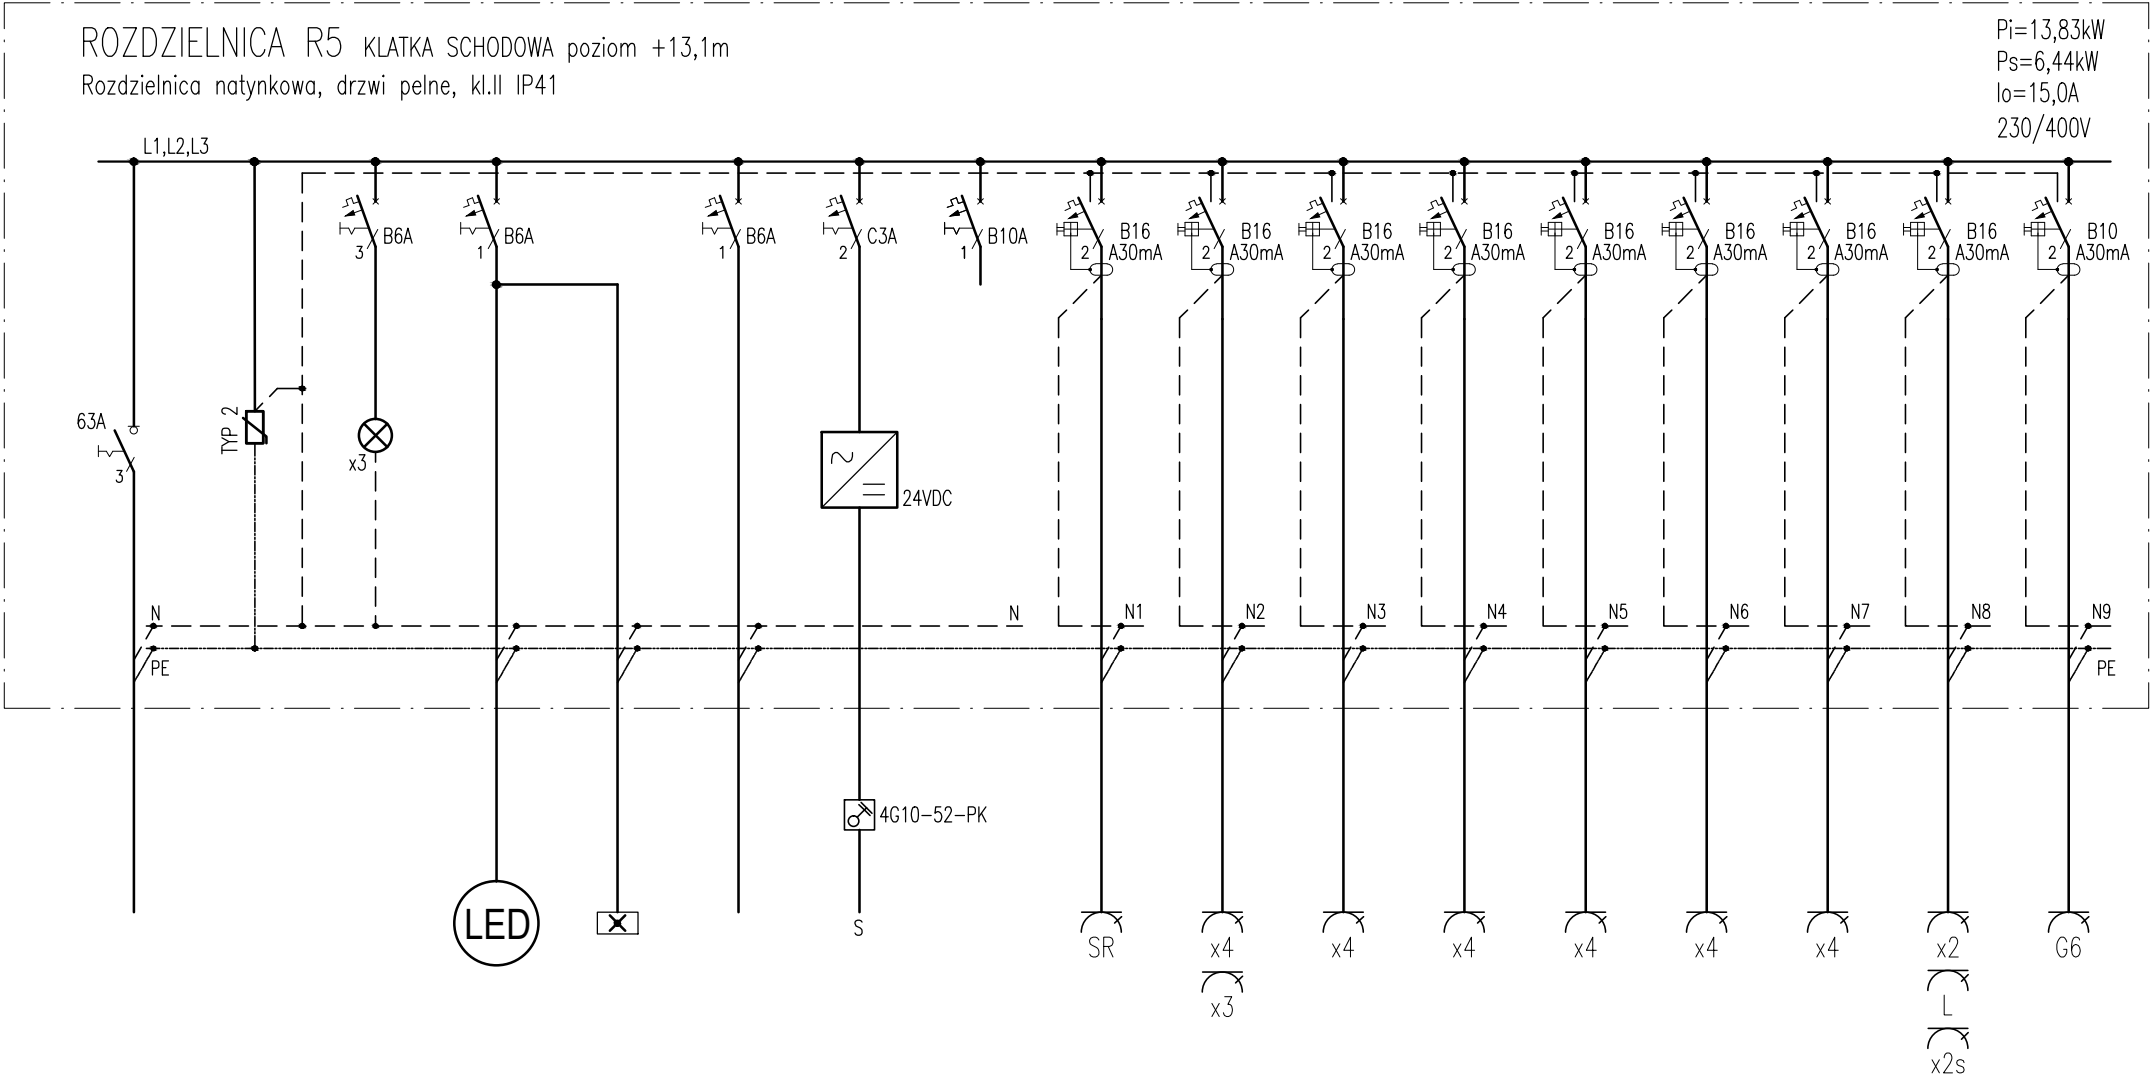 ROZDZIELNICA R5 KLATKA SCHODOWA poziom +13,1m
Rozdzielnica natynkowa, drzwi pelne, kl.II IP41
Pi=13,83kW
Ps=6,44kW
Io=15,0A
230/400V
L1,L2,L3
B6A
3
B6A
1
B6A
1
C3A
2
B10A
1
B16
2 A30mA
B16
2 A30mA
B16
2 A30mA
B16
2 A30mA
B16
2 A30mA
B16
2 A30mA
B16
2 A30mA
B16
2 A30mA
B10
2 A30mA
63A
3
TYP 2
x3
24VDC
N
N
N1
N2
N3
N4
N5
N6
N7
N8
N9
PE
PE
4G10-52-PK
LED
S
SR
x4
x4
x4
x4
x4
x4
x2
G6
x3
L
x2s